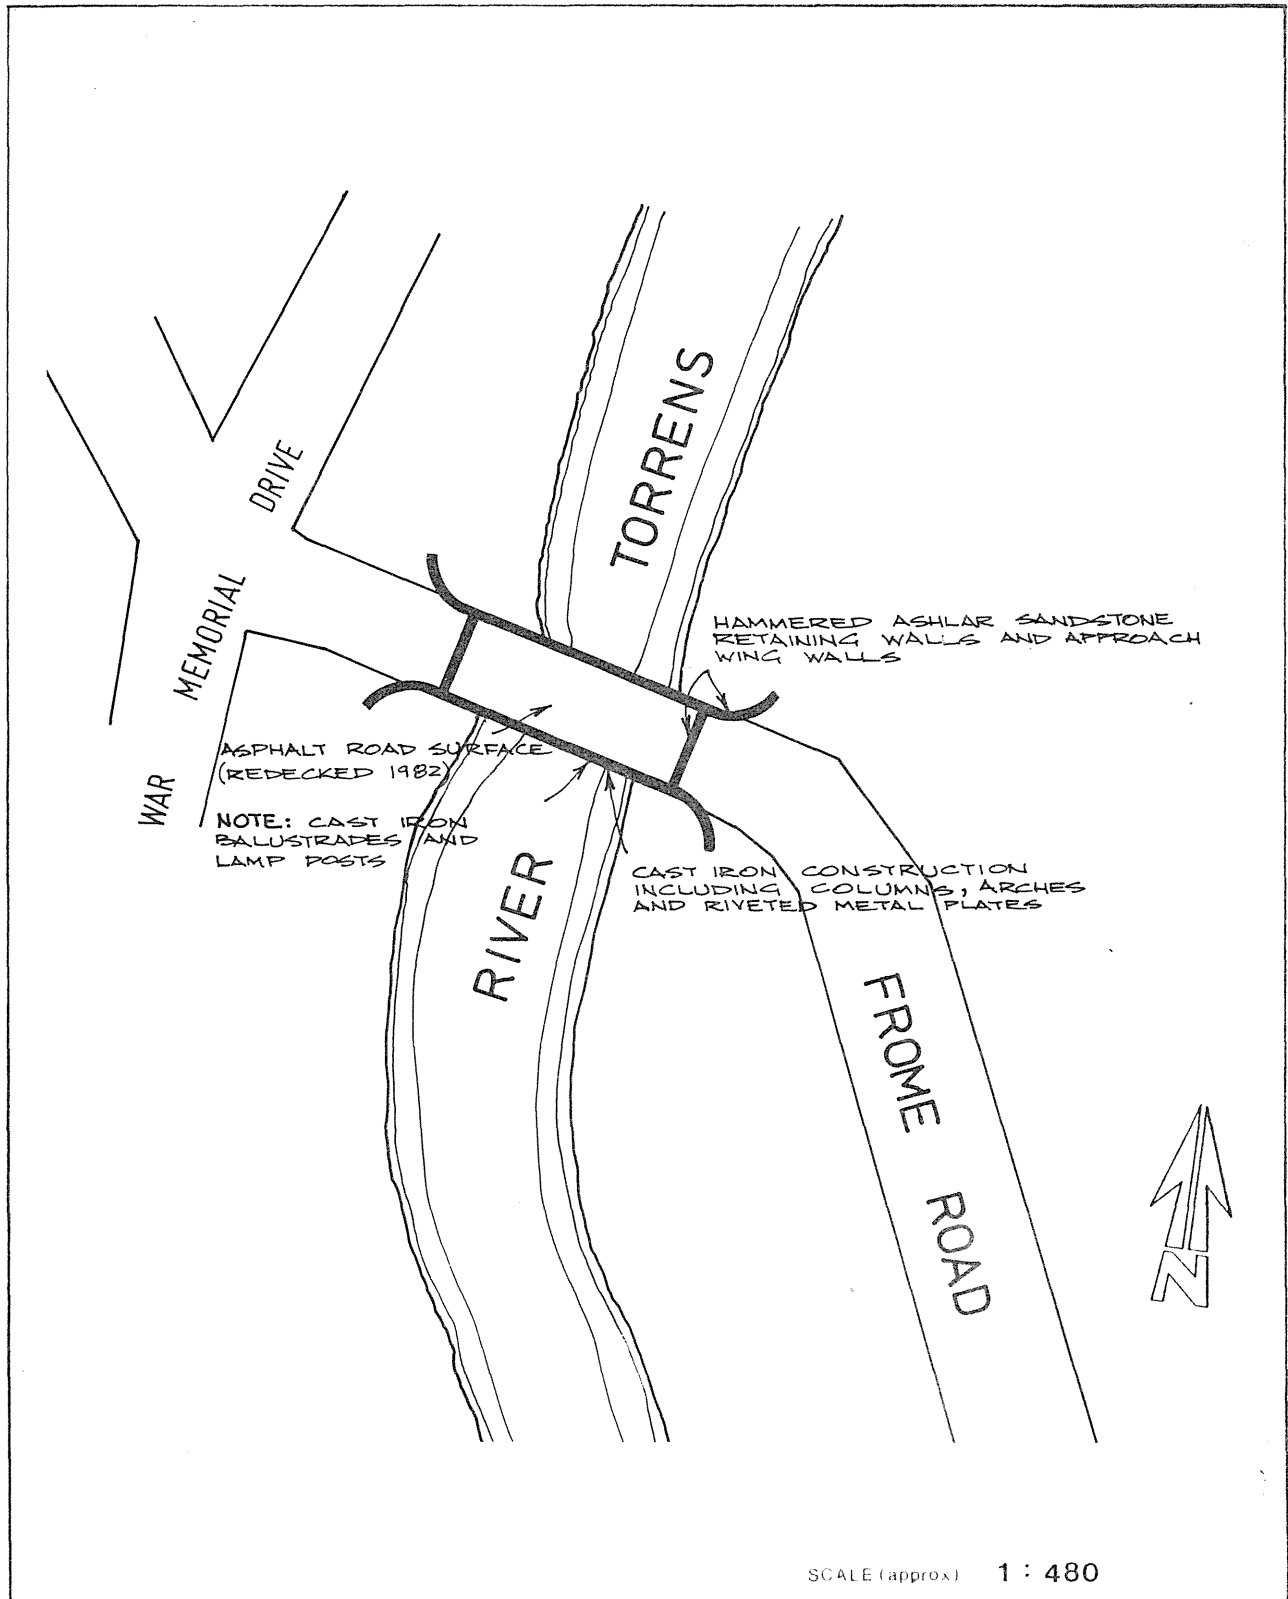 TORRENS
DRIVE
MEMORIAL
WAR
HAMMERED ASHLAR SANDSTONE
RETAINING WALLS AND APPROACH
WING WALLS
ASPHALT ROAD SURFACE
(REDECKED 1982)
NOTE: CAST IRON
BALUSTRADES AND
LAMP POSTS
RIVER
CAST IRON CONSTRUCTION
INCLUDING COLUMNS, ARCHES
AND RIVETED METAL PLATES
FROME ROAD
N
SCALE (approx) 1 : 480